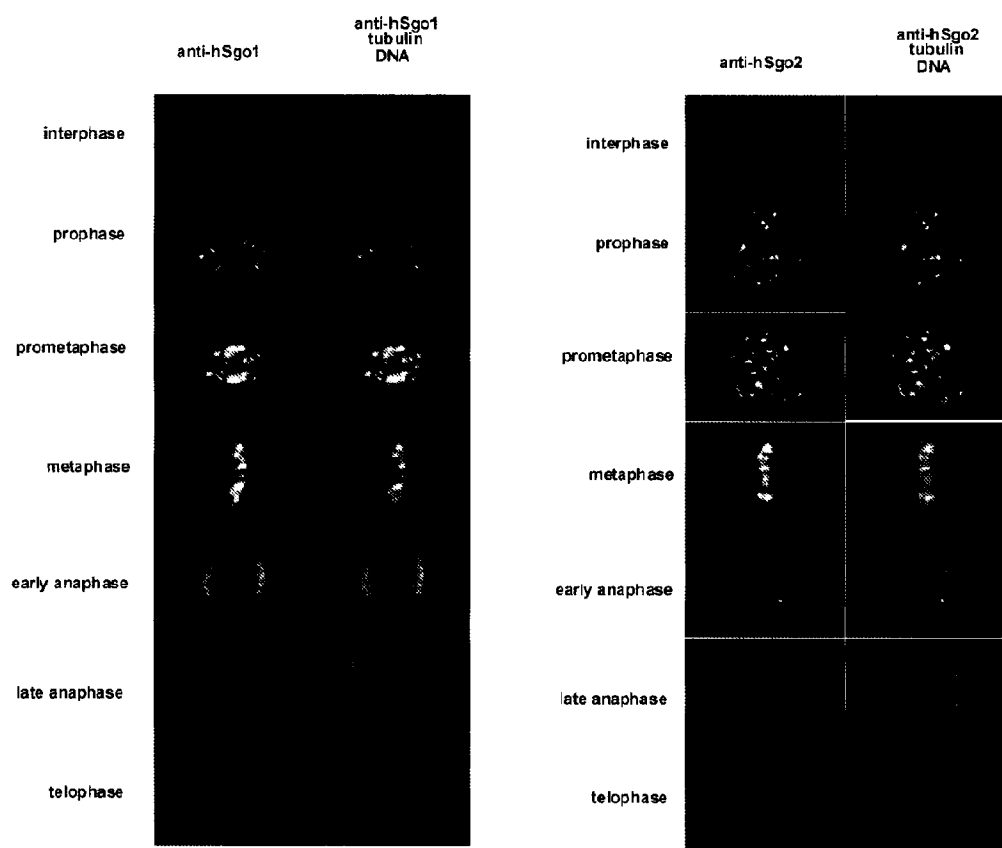 anti-hSgo1
anti-hSgo1
tubulin
DNA
interphase
prophase
prometaphase
metaphase
early anaphase
late anaphase
telophase
anti-hSgo2
anti-hSgo2
tubulin
DNA
interphase
prophase
prometaphase
metaphase
early anaphase
late anaphase
telophase